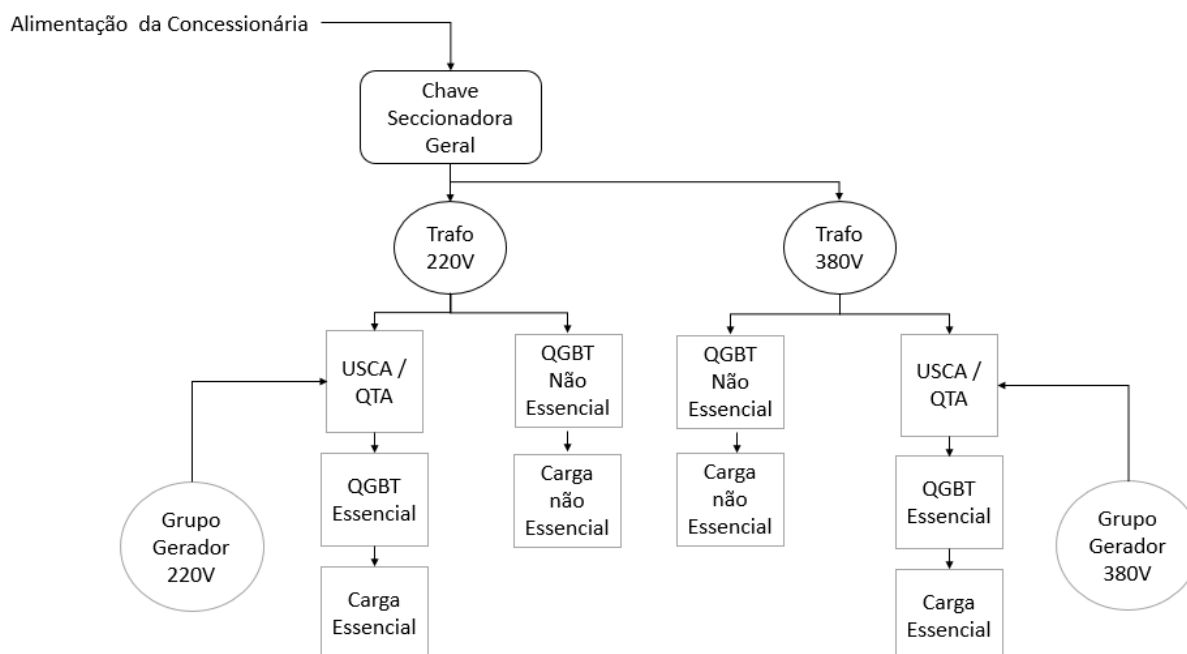 Alimentação da Concessionária
Chave
Seccionadora
Geral
Trafo
220V
Trafo
380V
USCA /
QTA
QGBT
Não
Essencial
QGBT
Não
Essencial
USCA /
QTA
QGBT
Essencial
Carga
não
Essencial
Carga
não
Essencial
QGBT
Essencial
Grupo
Gerador
220V
Grupo
Gerador
380V
Carga
Essencial
Carga
Essencial